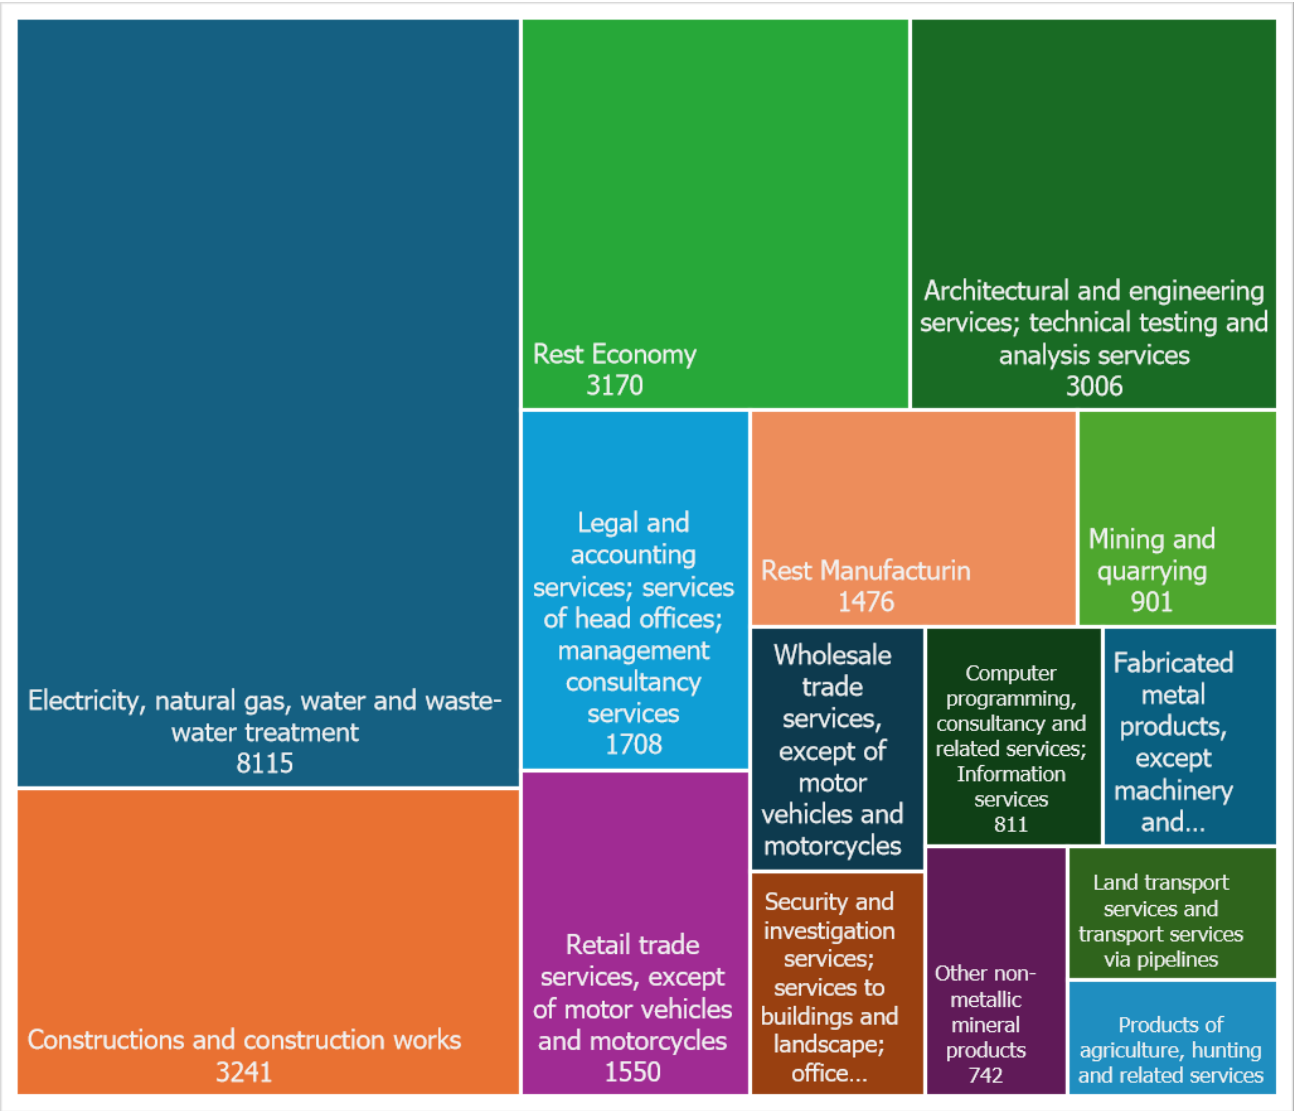 Electricity, natural gas, water and waste-
water treatment
8115
Constructions and construction works
3241
Rest Economy
3170
Architectural and engineering
services; technical testing and
analysis services
3006
Legal and
accounting
services; services
of head offices;
management
consultancy
services
1708
Retail trade
services, except
of motor vehicles
and motorcycles
1550
Rest Manufacturin
1476
Mining and
quarrying
901
Wholesale
trade
services,
except of
motor
vehicles and
motorcycles
Security and
investigation
services;
services to
buildings and
landscape;
office...
Computer
programming,
consultancy and
related services;
Information
services
811
Fabricated
metal
products,
except
machinery
and...
Other non-
metallic
mineral
products
742
Land transport
services and
transport services
via pipelines
Products of
agriculture, hunting
and related services